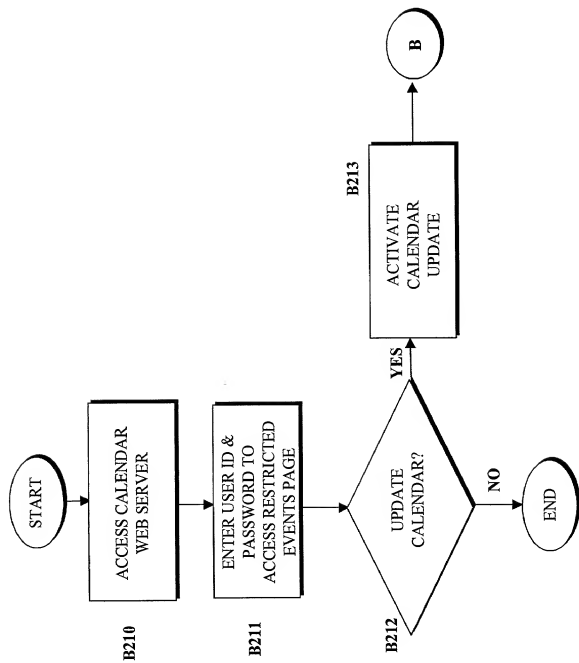 START
ACCESS CALENDAR
WEB SERVER
B210
ENTER USER ID &
PASSWORD TO
ACCESS RESTRICTED
EVENTS PAGE
B211
UPDATE
CALENDAR?
B212
YES
ACTIVATE
CALENDAR
UPDATE
B213
B
NO
END